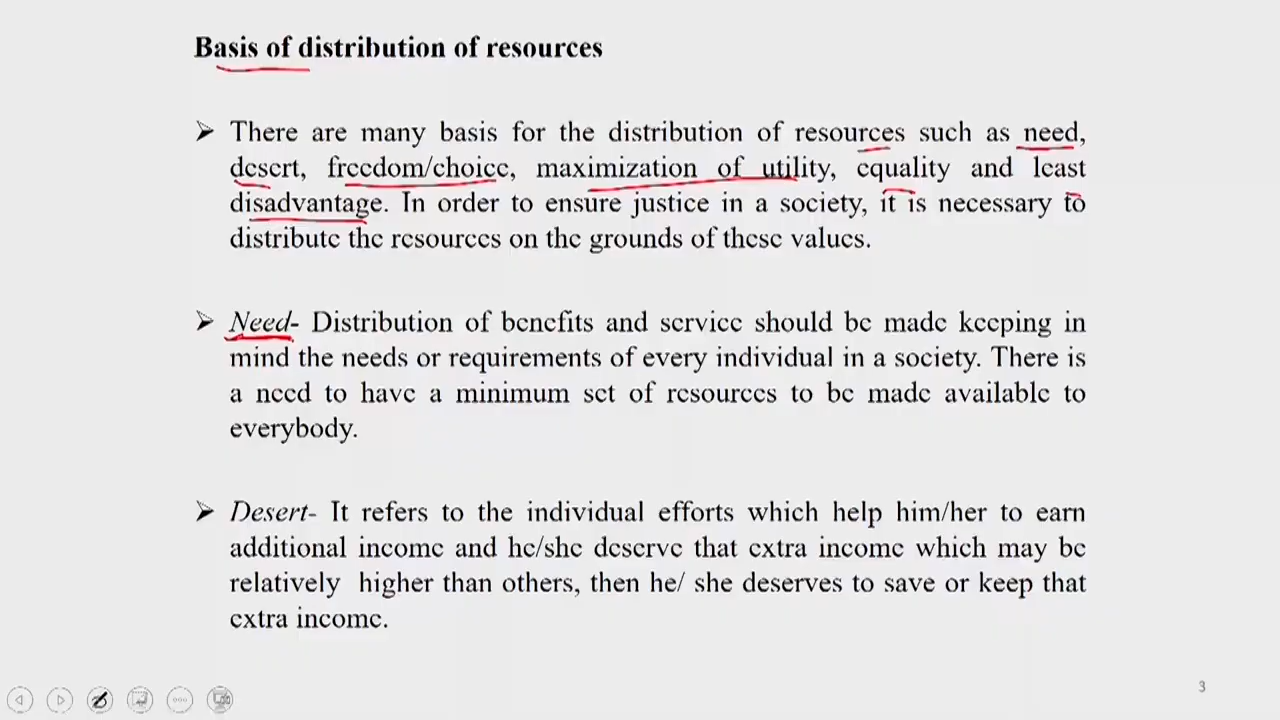 Basis of distribution of resources
➢ There are many basis for the distribution of resources such as need,
desert, freedom/choice, maximization of utility, equality and least
disadvantage. In order to ensure justice in a society, it is necessary to
distribute the resources on the grounds of these values.
➢ Need- Distribution of benefits and service should be made keeping in
mind the needs or requirements of every individual in a society. There is
a need to have a minimum set of resources to be made available to
everybody.
➢ Desert- It refers to the individual efforts which help him/her to earn
additional income and he/she deserve that extra income which may be
relatively higher than others, then he/ she deserves to save or keep that
extra income.
3